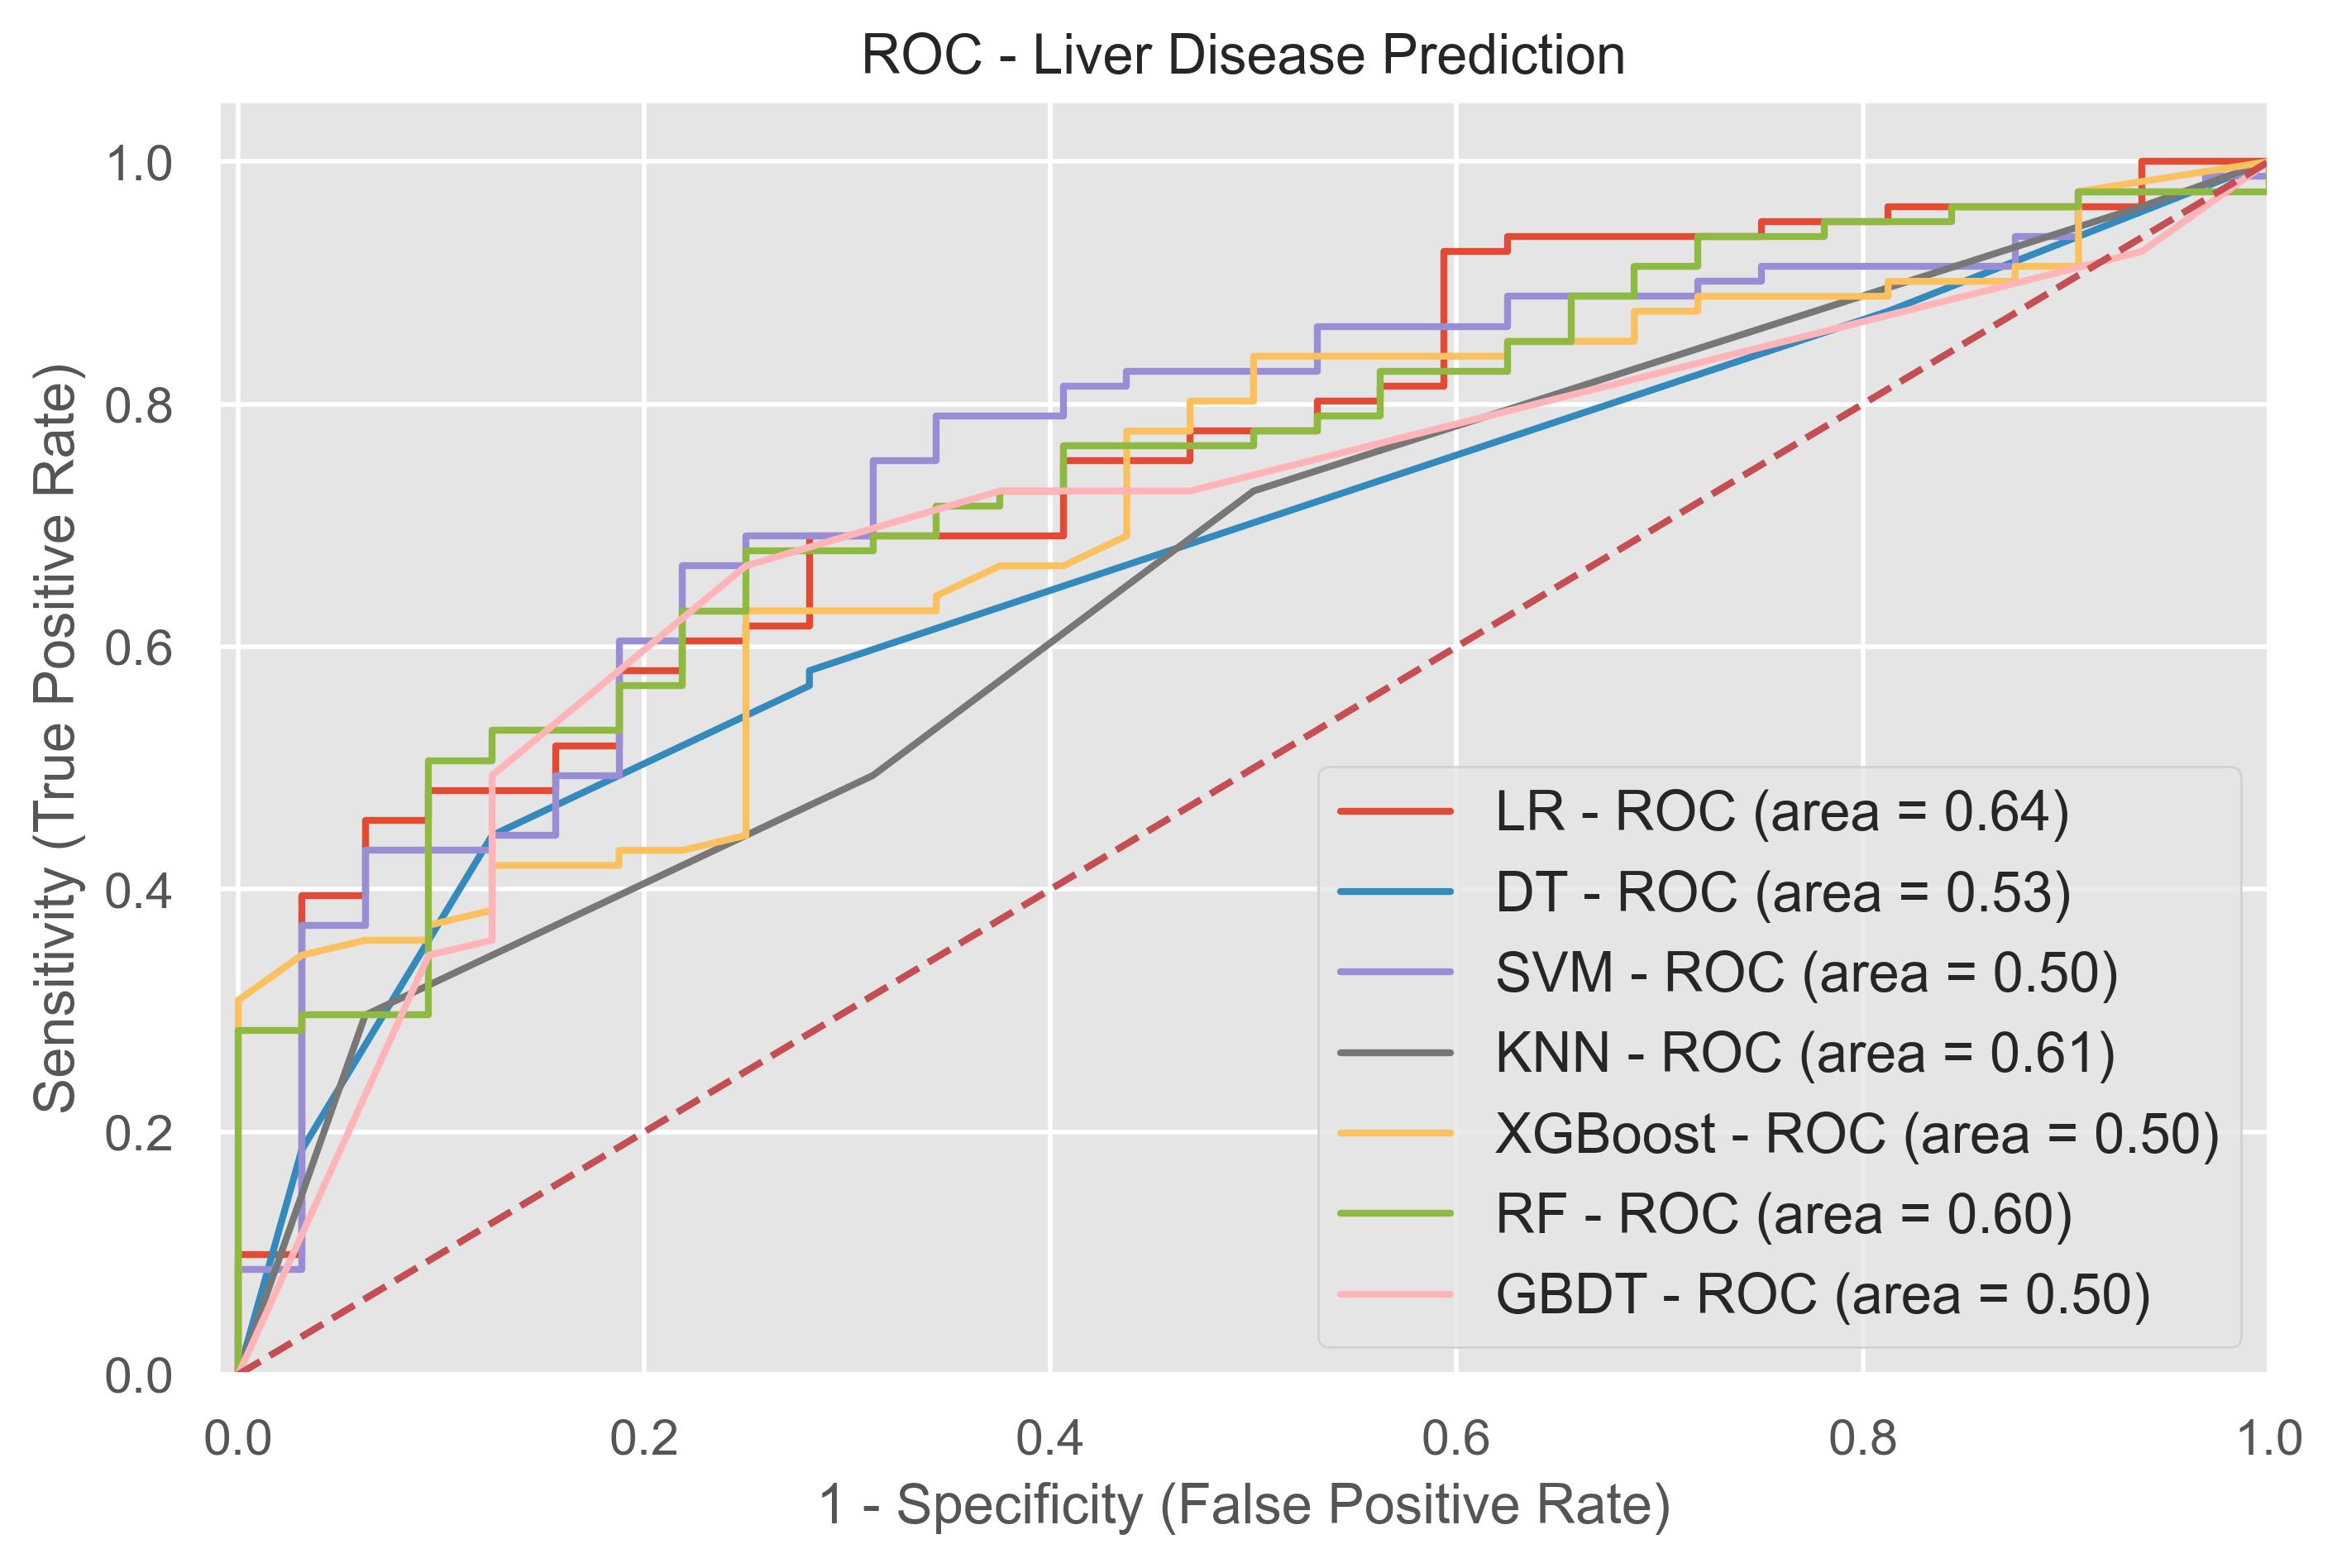 ROC - Liver Disease Prediction
Sensitivity (True Positive Rate)
1.0
0.8
0.6
0.4
0.2
0.0
LR - ROC (area = 0.64)
DT - ROC (area = 0.53)
SVM - ROC (area = 0.50)
KNN - ROC (area = 0.61)
XGBoost - ROC (area = 0.50)
RF - ROC (area = 0.60)
GBDT - ROC (area = 0.50)
0.0 0.2 0.4 0.6 0.8 1.0
1 - Specificity (False Positive Rate)